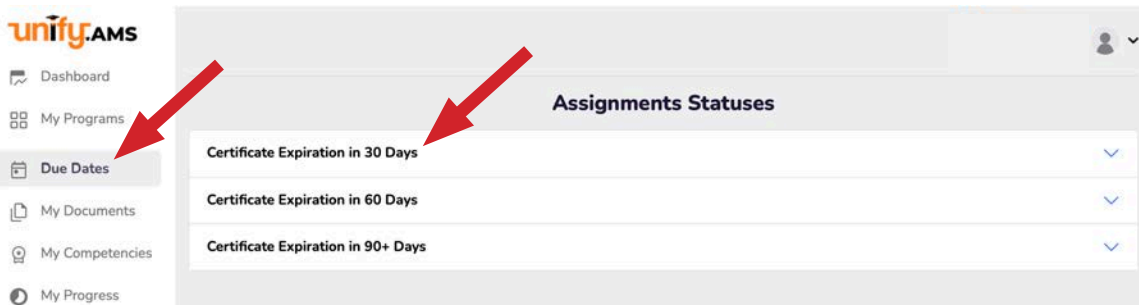 unify.AMS
Dashboard
My Programs
Due Dates
My Documents
My Competencies
My Progress
Assignments Statuses
Certificate Expiration in 30 Days
Certificate Expiration in 60 Days
Certificate Expiration in 90+ Days